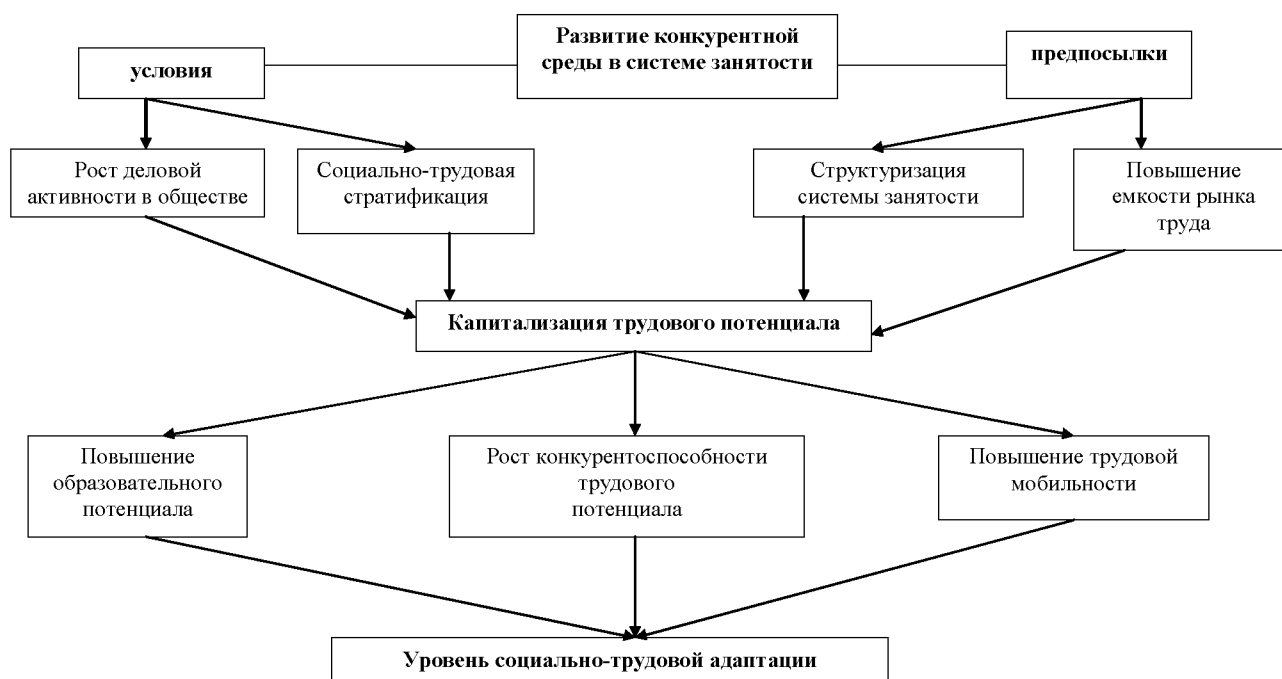 Развитие конкурентной
среды в системе занятости
условия
предпосылки
Рост деловой
активности в обществе
Социально-трудовая
стратификация
Структуризация
системы занятости
Повышение
емкости рынка
труда
Капитализация трудового потенциала
Повышение
образовательного
потенциала
Рост конкурентоспособности
трудового
потенциала
Повышение трудовой
мобильности
Уровень социально-трудовой адаптации